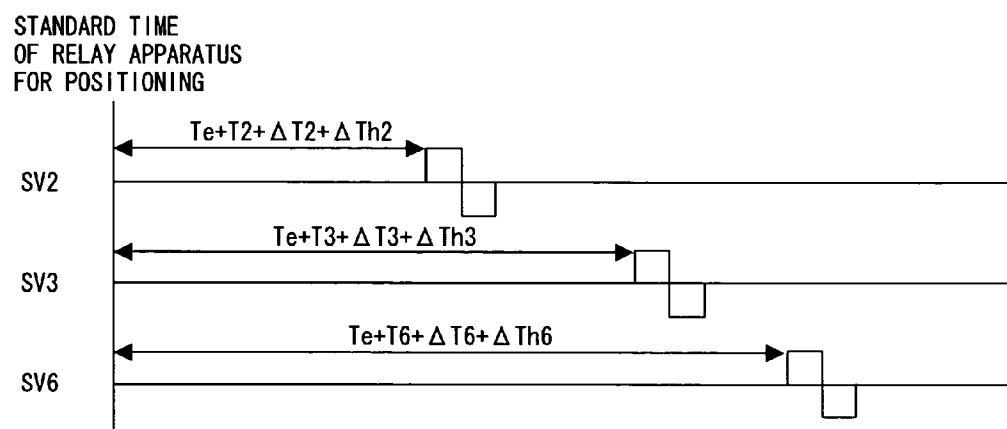 STANDARD TIME
OF RELAY APPARATUS
FOR POSITIONING
Te+T2+ΔT2+ΔTh2
SV2
Te+T3+ΔT3+ΔTh3
SV3
Te+T6+ΔT6+ΔTh6
SV6